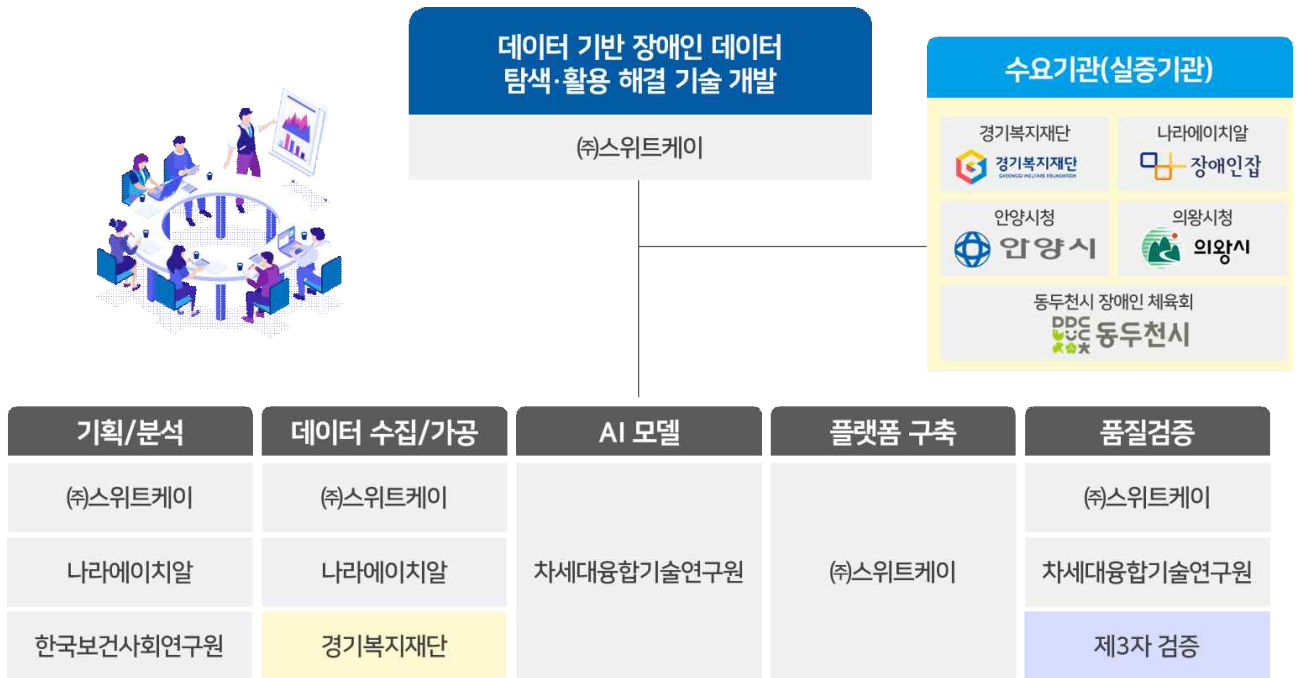 데이터 기반 장애인 데이터
탐색·활용 해결 기술 개발
㈜스위트케이
수요기관(실증기관)
경기복지재단
경기복지재단
GYEONGGI WELFARE FOUNDATION
나라에이치알
장애인잡
안양시청
안양시
의왕시청
의왕시
동두천시 장애인 체육회
DDC
동두천시
기획/분석
㈜스위트케이
나라에이치알
한국보건사회연구원
데이터 수집/가공
㈜스위트케이
나라에이치알
경기복지재단
AI 모델
차세대융합기술연구원
플랫폼 구축
㈜스위트케이
품질검증
㈜스위트케이
차세대융합기술연구원
제3자 검증